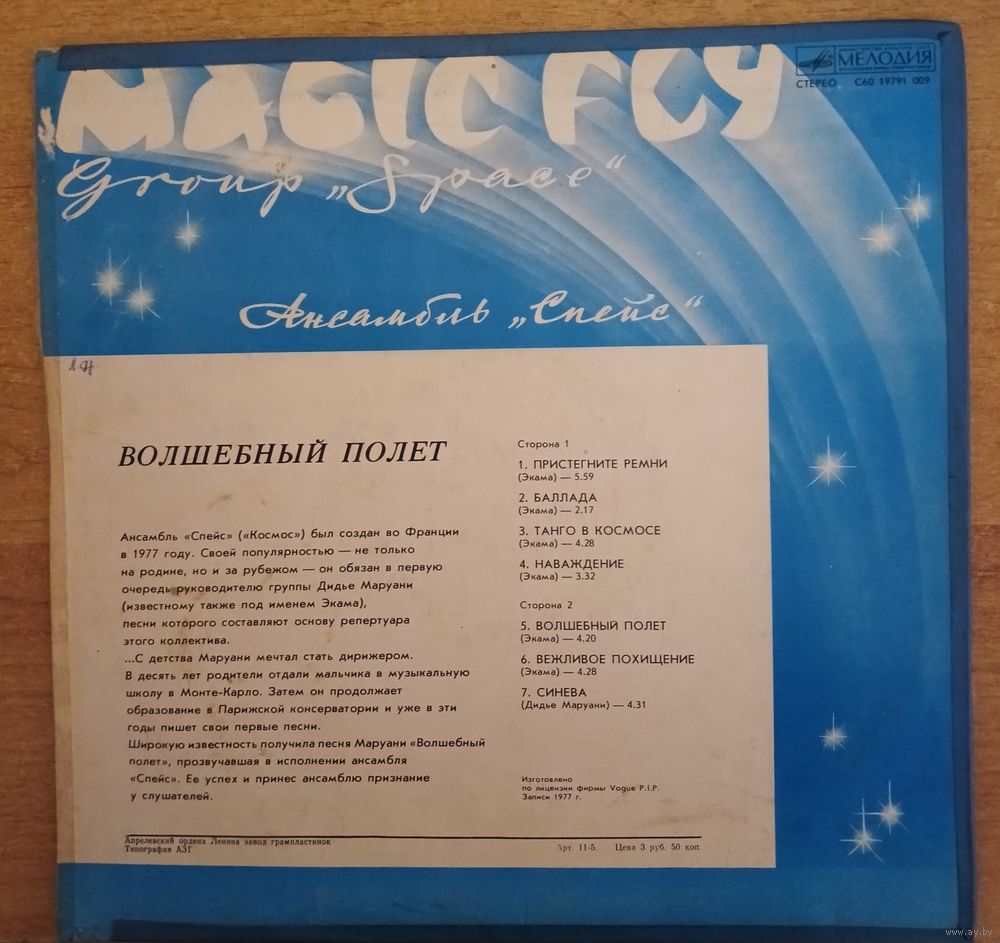 MAGIC FLY
МЕЛОДИЯ
СТЕРЕО С60 19791 009
Group „Space“
Ансамбль „Спейс“
ВОЛШЕБНЫЙ ПОЛЕТ
Ансамбль «Спейс» («Космос») был создан во Франции
в 1977 году. Своей популярностью — не только
на родине, но и за рубежом — он обязан в первую
очередь руководителю группы Дидье Маруани
(известному также под именем Экама),
песни которого составляют основу репертуара
этого коллектива.
...С детства Маруани мечтал стать дирижером.
В десять лет родители отдали мальчика в музыкальную
школу в Монте-Карло. Затем он продолжает
образование в Парижской консерватории и уже в эти
годы пишет свои первые песни.
Широкую известность получила песня Маруани «Волшебный
полет», прозвучавшая в исполнении ансамбля
«Спейс». Ее успех и принес ансамблю признание
у слушателей.
Сторона 1
1. ПРИСТЕГНИТЕ РЕМНИ
(Экама) — 5.59
2. БАЛЛАДА
(Экама) — 2.17
3. ТАНГО В КОСМОСЕ
(Экама) — 4.28
4. НАВАЖДЕНИЕ
(Экама) — 3.32
Сторона 2
5. ВОЛШЕБНЫЙ ПОЛЕТ
(Экама) — 4.20
6. ВЕЖЛИВОЕ ПОХИЩЕНИЕ
(Экама) — 4.28
7. СИНЕВА
(Дидье Маруани) — 4.31
Изготовлено
по лицензии фирмы Vogue P.I.P.
Записи 1977 г.
Апрелевский ордена Ленина завод грампластинок
Типография АЗГ
Арт. 11-5. Цена 3 руб. 50 коп.
www.ay.by